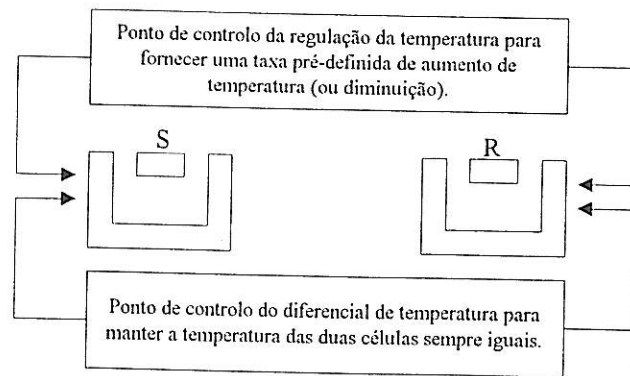 Ponto de controlo da regulação da temperatura para
fornecer uma taxa pré-definida de aumento de
temperatura (ou diminuição).
S
R
Ponto de controlo do diferencial de temperatura para
manter a temperatura das duas células sempre iguais.